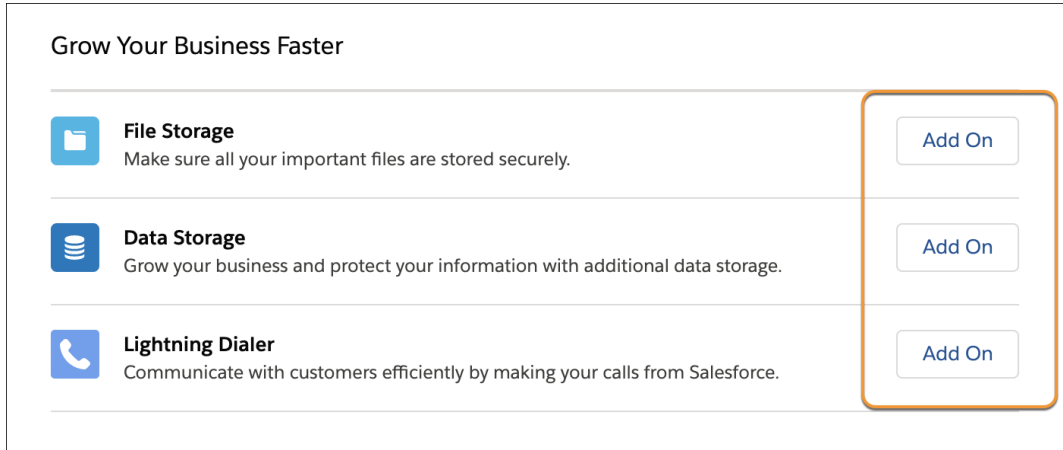 Grow Your Business Faster
File Storage
Make sure all your important files are stored securely.
Add On
Data Storage
Grow your business and protect your information with additional data storage.
Add On
Lightning Dialer
Communicate with customers efficiently by making your calls from Salesforce.
Add On